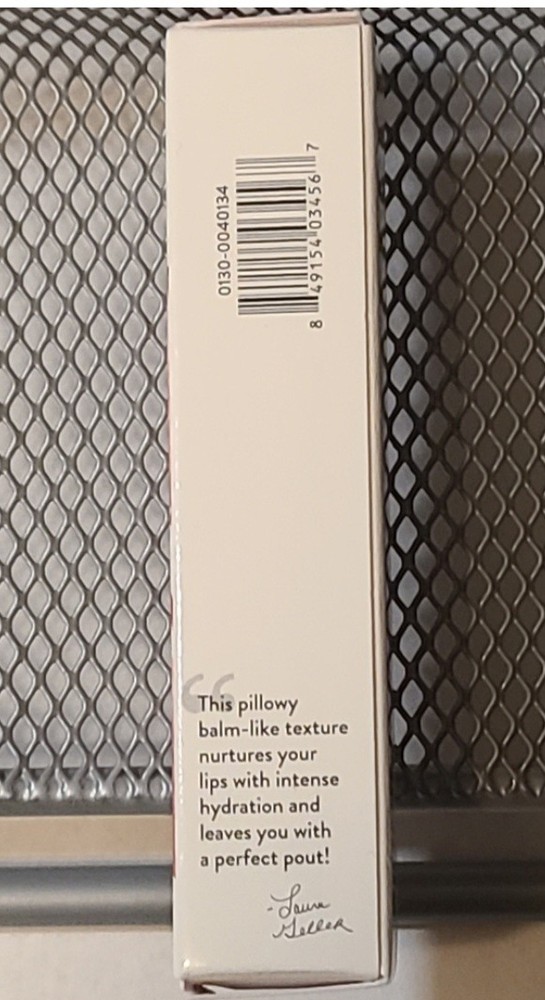 0130-0040134
8 49154 03456 7
“
This pillowy
balm-like texture
nurtures your
lips with intense
hydration and
leaves you with
a perfect pout!
-Laura
Geller